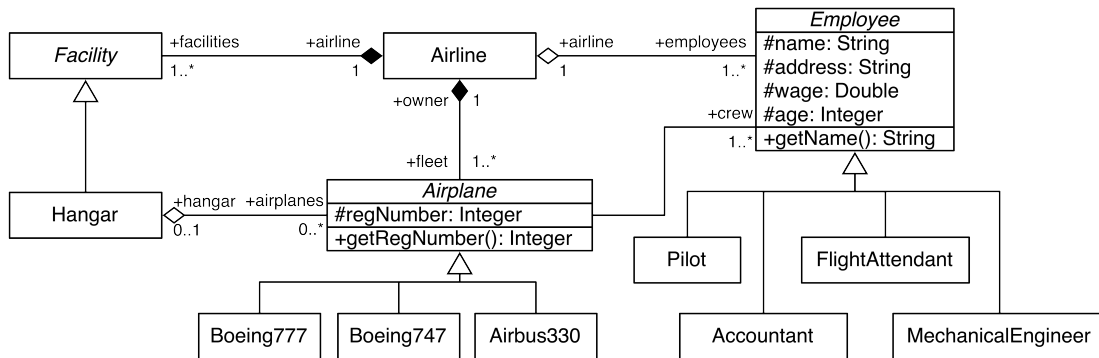 Facility
+facilities
1..*
+airline
1
Airline
+airline
1
+employees
1..*
Employee
#name: String
#address: String
#wage: Double
#age: Integer
+getName(): String
+owner
1
+fleet
1..*
+crew
1..*
Hangar
+hangar
0..1
+airplanes
0..*
Airplane
#regNumber: Integer
+getRegNumber(): Integer
Pilot
FlightAttendant
Boeing777
Boeing747
Airbus330
Accountant
MechanicalEngineer